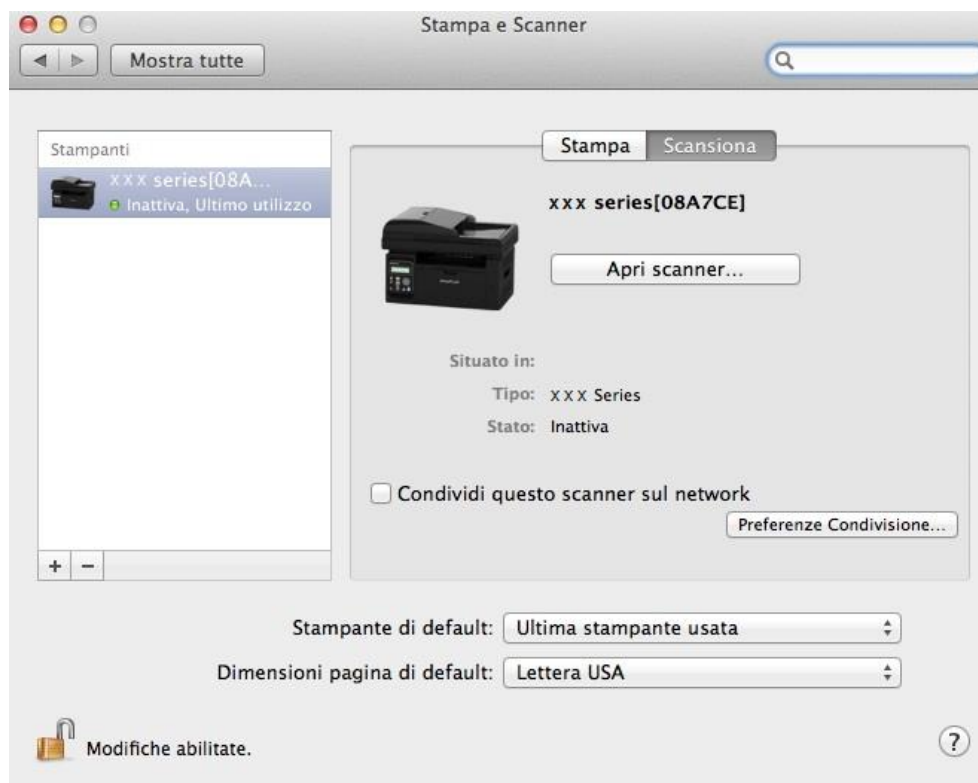 Stampa e Scanner
Mostra tutte
Stampanti
xxx series[08A...
Inattiva, Ultimo utilizzo
Stampa Scansiona
xxx series[08A7CE]
Apri scanner...
Situato in:
Tipo: xxx Series
Stato: Inattiva
Condividi questo scanner sul network
Preferenze Condivisione...
+ −
Stampante di default: Ultima stampante usata
Dimensioni pagina di default: Lettera USA
Modifiche abilitate.
?